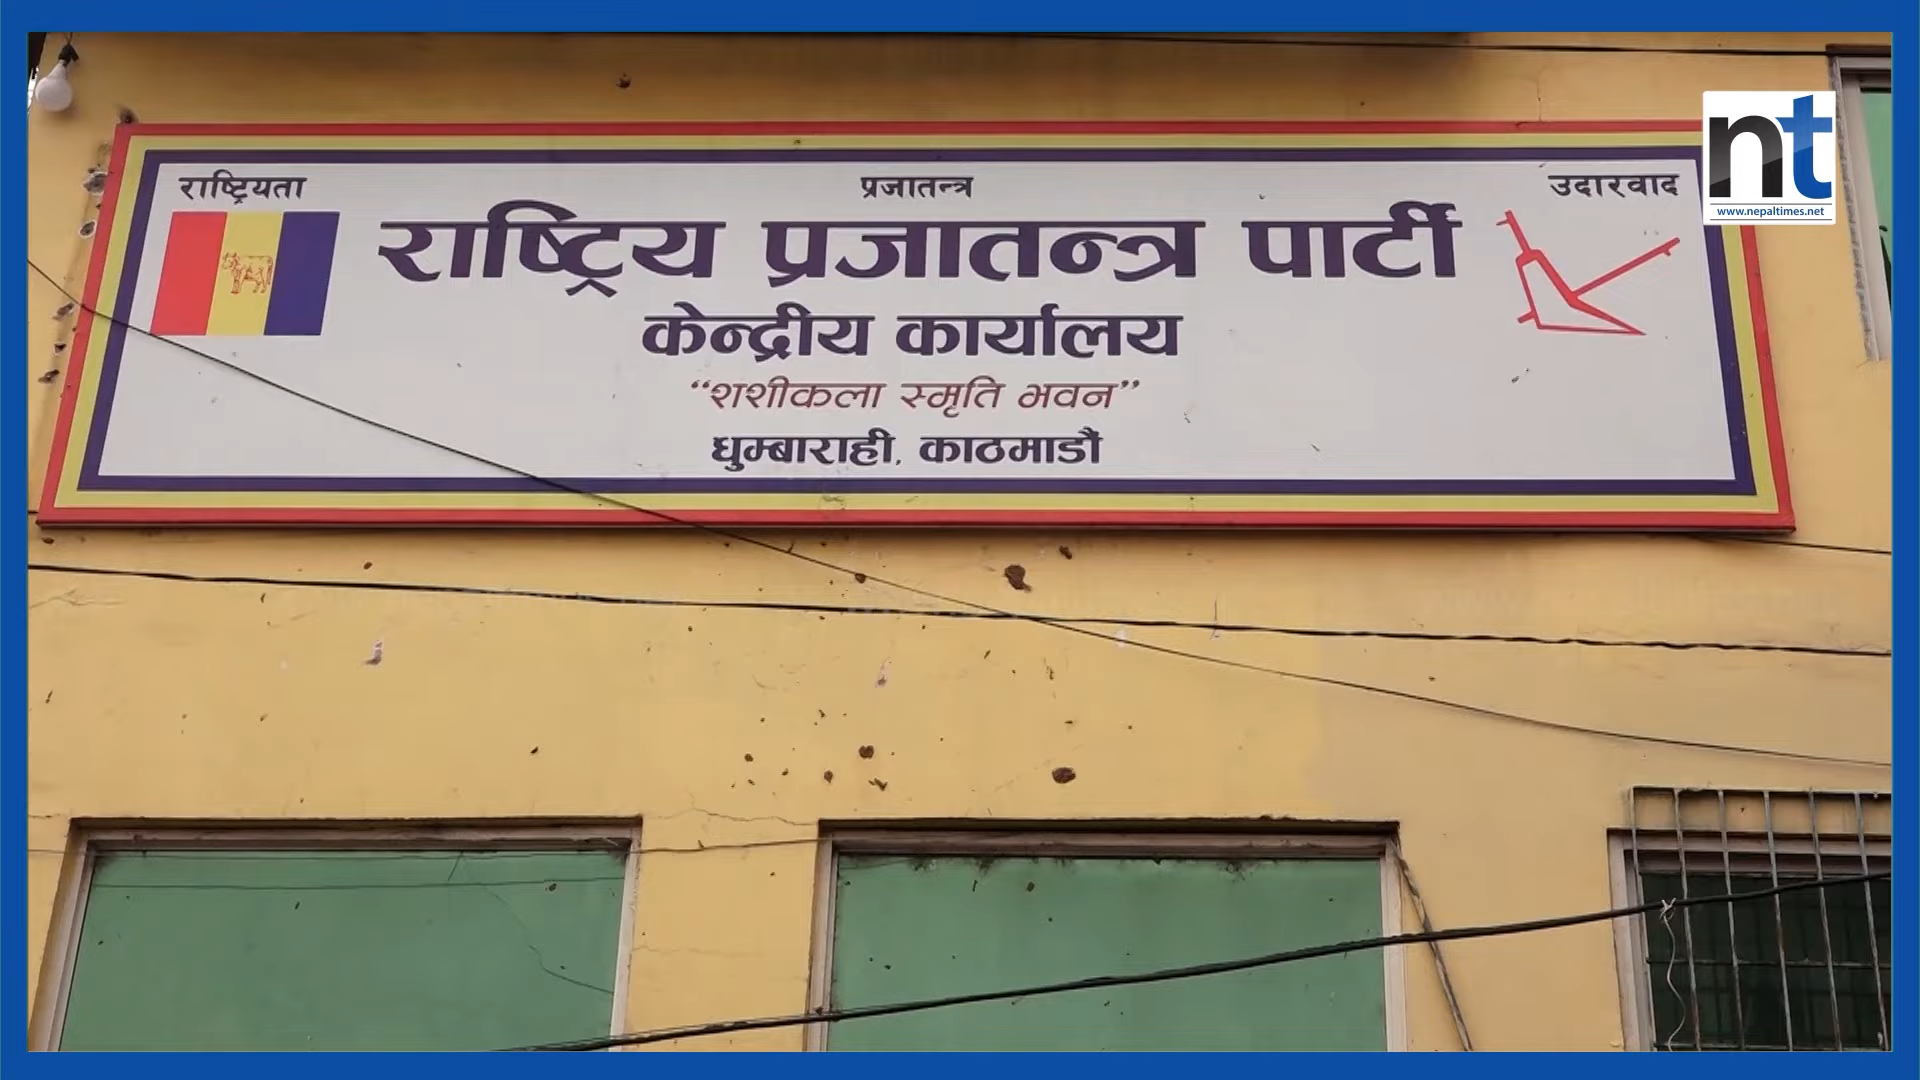 राष्ट्रियता प्रजातन्त्र उदारवाद
राष्ट्रिय प्रजातन्त्र पार्टी
केन्द्रीय कार्यालय
“शशीकला स्मृति भवन”
धुम्बाराही, काठमाडौं
nt
www.nepaltimes.net